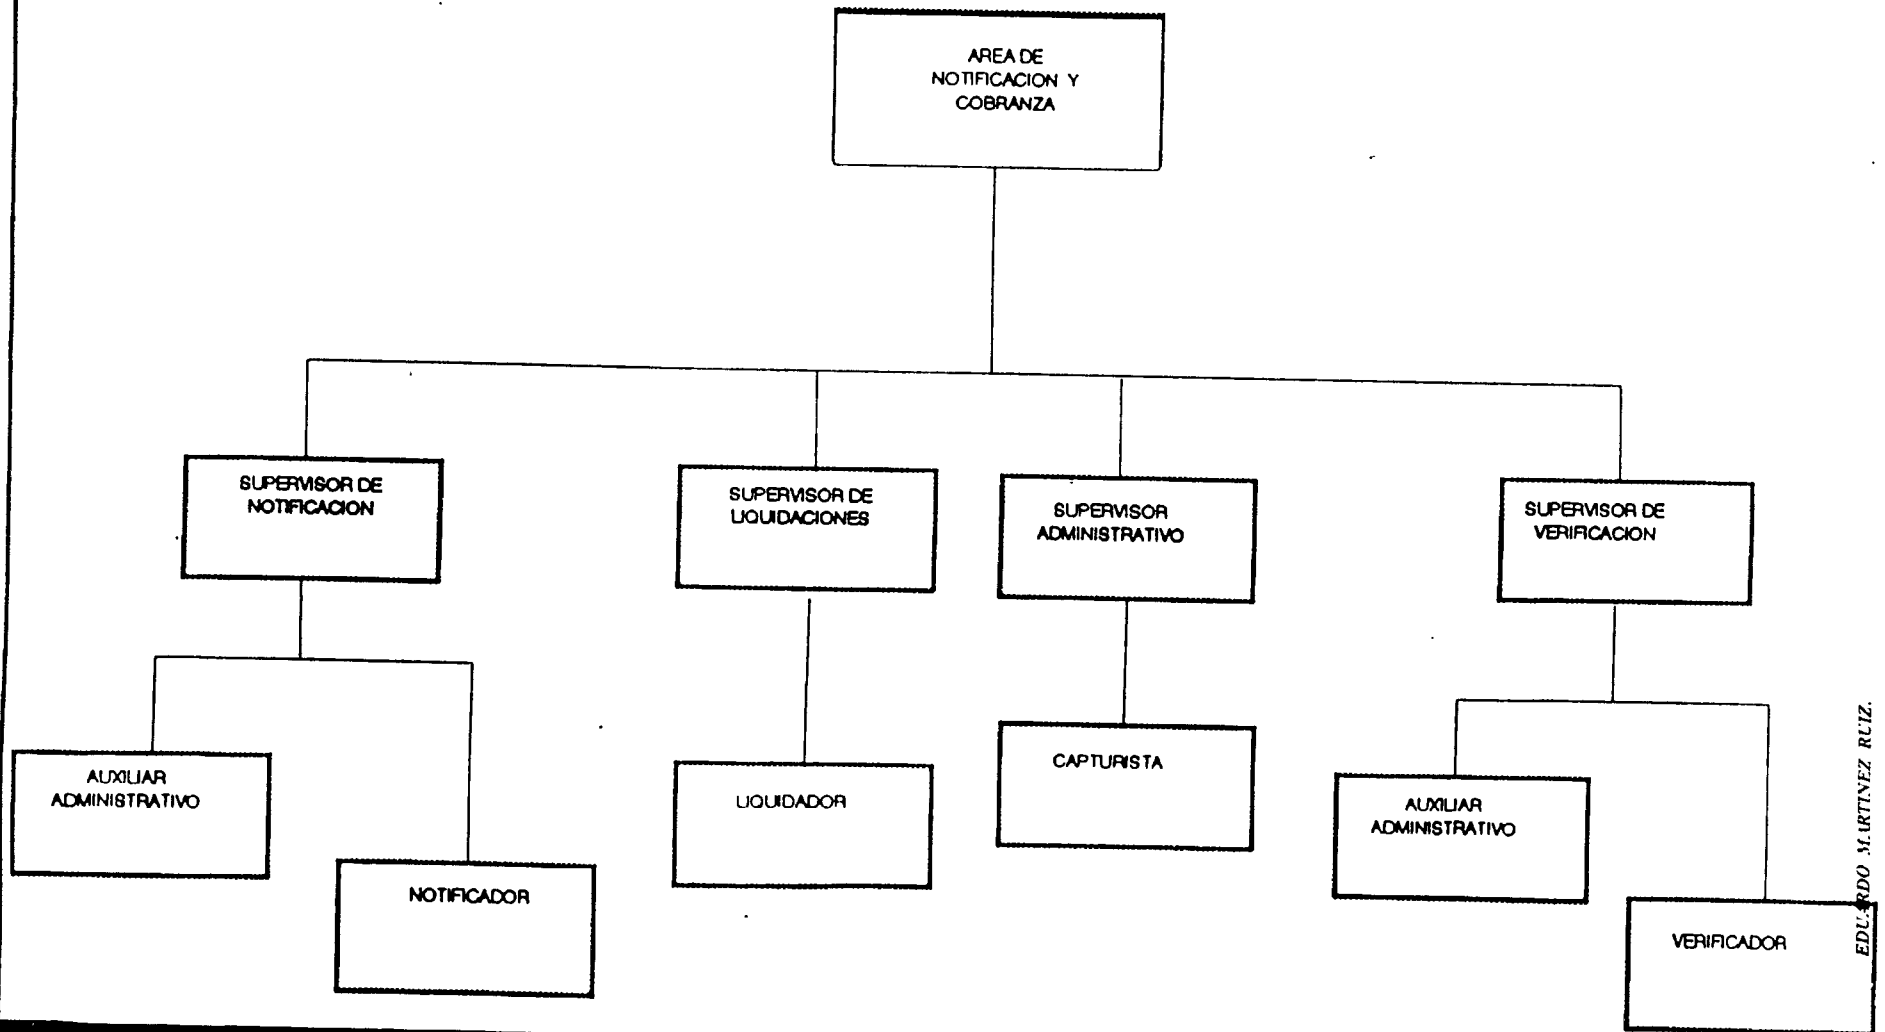 AREA DE
NOTIFICACION Y
COBRANZA
SUPERVISOR DE
NOTIFICACION
SUPERVISOR DE
LIQUIDACIONES
SUPERVISOR
ADMINISTRATIVO
SUPERVISOR DE
VERIFICACION
AUXILIAR
ADMINISTRATIVO
NOTIFICADOR
LIQUIDADOR
CAPTURISTA
AUXILIAR
ADMINISTRATIVO
VERIFICADOR
EDUARDO MARTINEZ RUIZ.